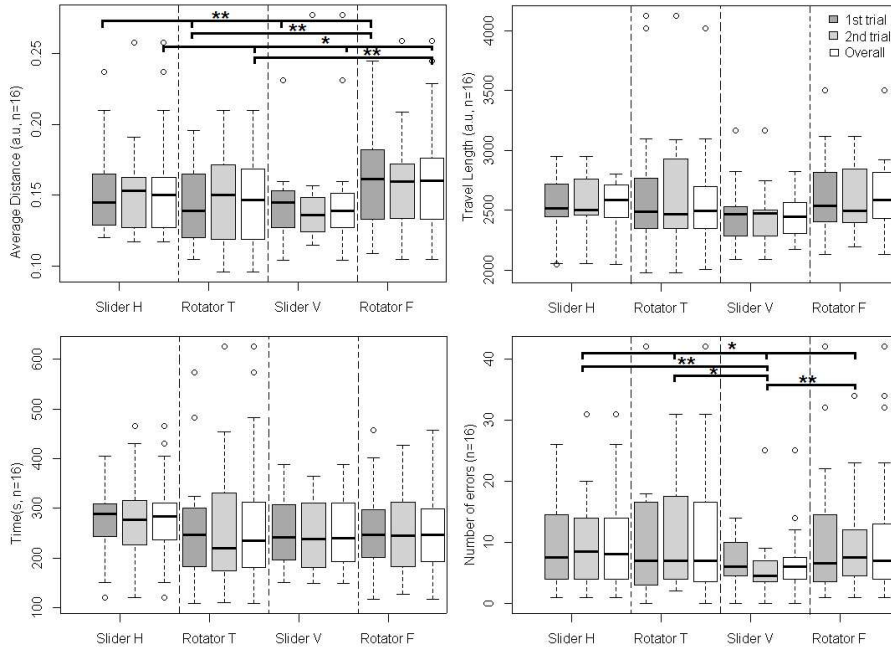 1st trial
2nd trial
Overall
Average Distance (a.u, n=16)
0.25
0.20
0.15
0.10
**
**
*
**
Slider H Rotator T Slider V Rotator F
Travel Length (a.u, n=16)
4000
3500
3000
2500
2000
Slider H Rotator T Slider V Rotator F
Time(s, n=16)
600
500
400
300
200
100
Slider H Rotator T Slider V Rotator F
Number of errors (n=16)
40
30
20
10
0
*
**
*
**
Slider H Rotator T Slider V Rotator F